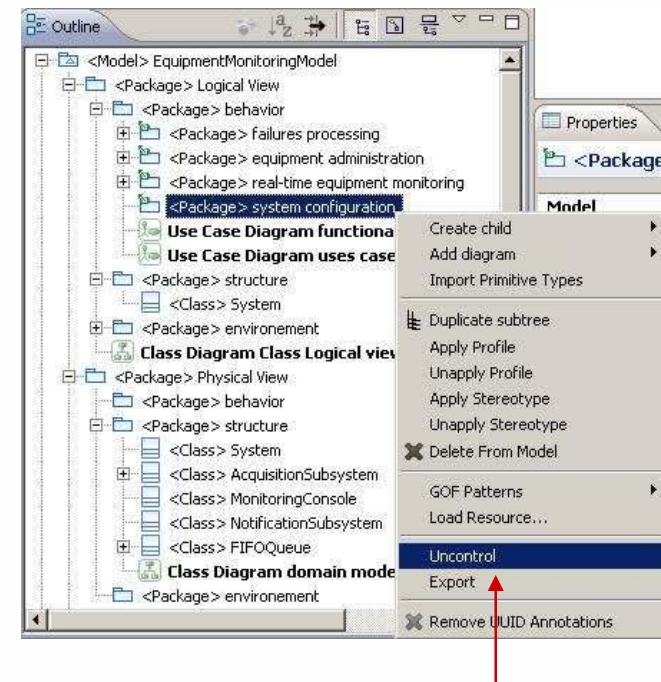 Outline
<Model> EquipmentMonitoringModel
<Package> Logical View
<Package> behavior
<Package> failures processing
<Package> equipment administration
<Package> real-time equipment monitoring
<Package> system configuration
Use Case Diagram functiona
Use Case Diagram uses case
<Package> structure
<Class> System
<Package> environement
Class Diagram Class Logical view
<Package> Physical View
<Package> behavior
<Package> structure
<Class> System
<Class> AcquisitionSubsystem
<Class> MonitoringConsole
<Class> NotificationSubsystem
<Class> FIFOQueue
Class Diagram domain mode
<Package> environement
Properties
<Package
Model
Create child
Add diagram
Import Primitive Types
Duplicate subtree
Apply Profile
Unapply Profile
Apply Stereotype
Unapply Stereotype
Delete From Model
GOF Patterns
Load Resource...
Uncontrol
Export
Remove UUID Annotations